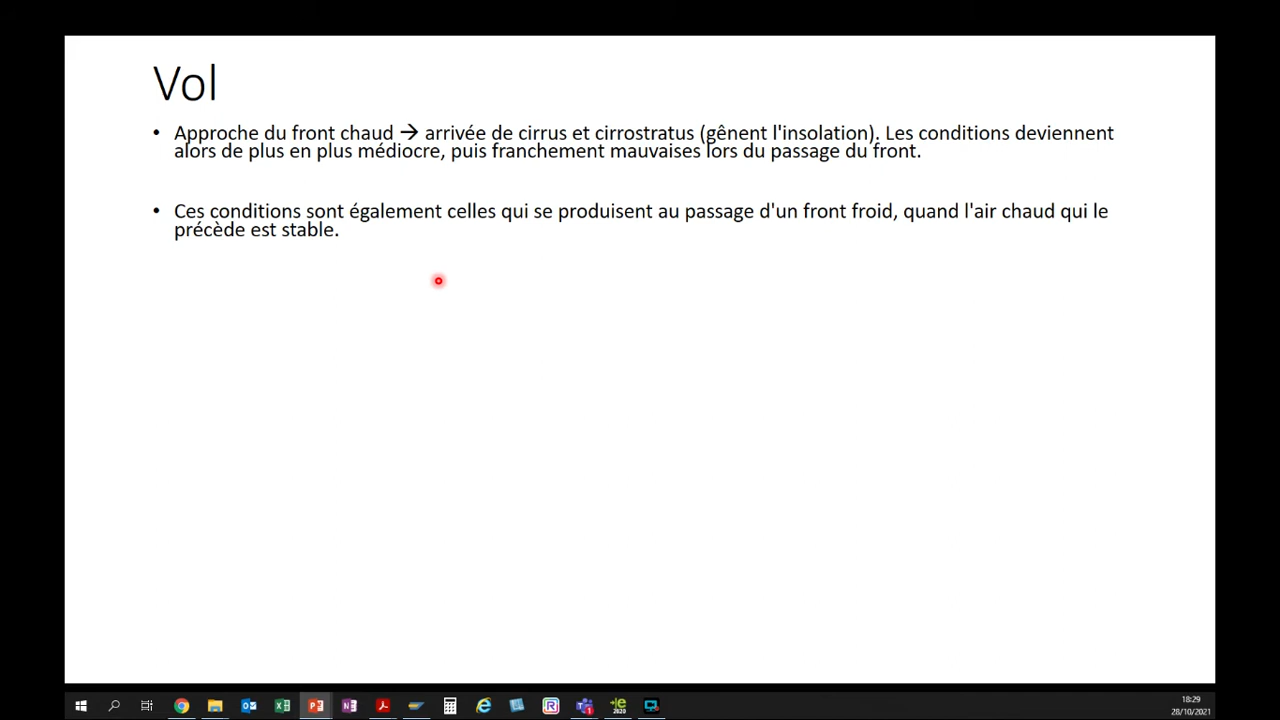 Vol
• Approche du front chaud → arrivée de cirrus et cirrostratus (gênent l'insolation). Les conditions deviennent
alors de plus en plus médiocre, puis franchement mauvaises lors du passage du front.
• Ces conditions sont également celles qui se produisent au passage d'un front froid, quand l'air chaud qui le
précède est stable.
18:29
28/10/2021